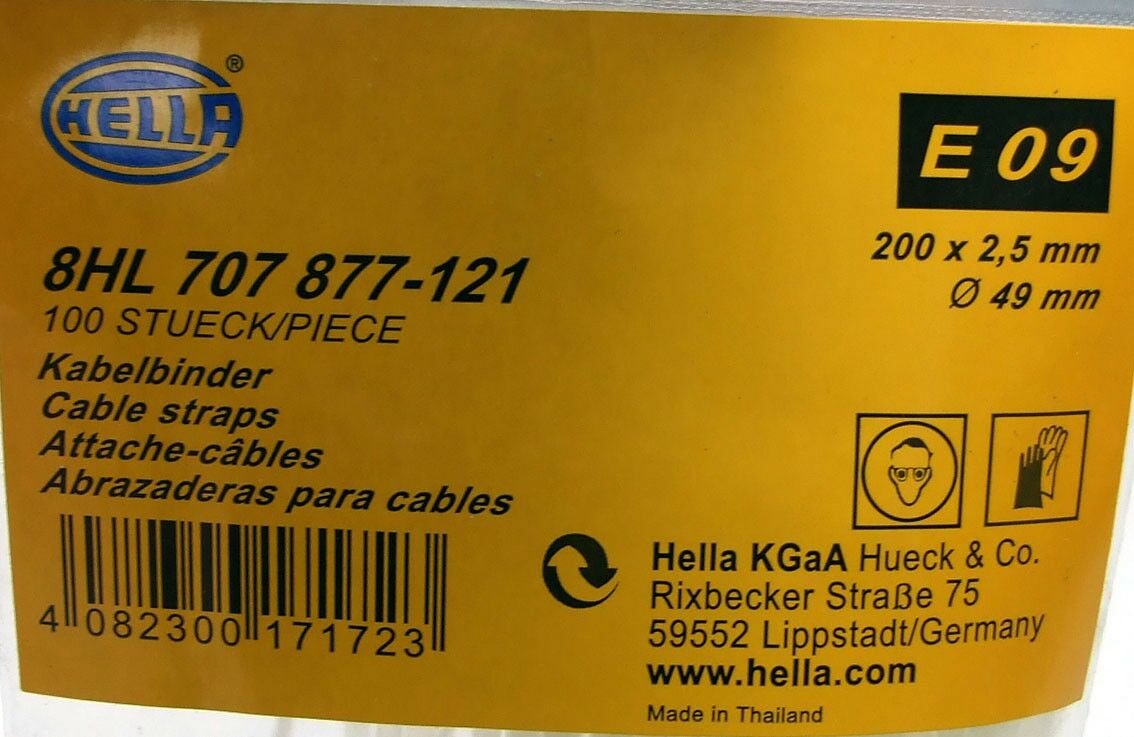 HELLA ®
E 09
200 x 2,5 mm
Ø 49 mm
8HL 707 877-121
100 STUECK/PIECE
Kabelbinder
Cable straps
Attache-câbles
Abrazaderas para cables
4 082300 171723
Hella KGaA Hueck & Co.
Rixbecker Straße 75
59552 Lippstadt/Germany
www.hella.com
Made in Thailand